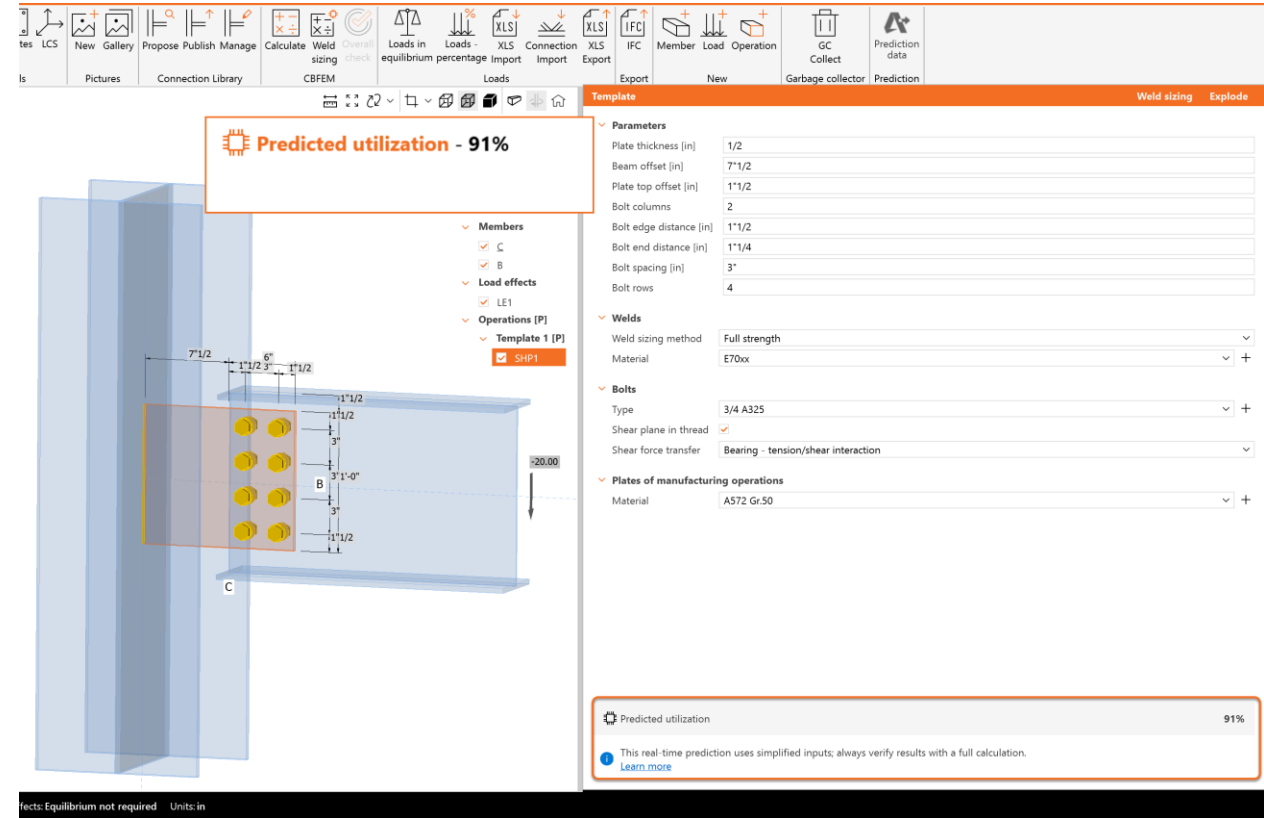 tes LCS New Gallery Propose Publish Manage Calculate Weld sizing Overall check Loads in equilibrium Loads - percentage XLS Import Connection Import XLS Export IFC Member Load Operation GC Collect Prediction data
ls Pictures Connection Library CBFEM Loads Export New Garbage collector Prediction
Template Weld sizing Explode
Predicted utilization - 91%
Members
C
B
Load effects
LE1
Operations [P]
Template 1 [P]
SHP1
7"1/2
6"
1"1/2 3" 1"1/2
1"1/2
1"1/2
3"
3" 1'-0"
3"
1"1/2
B
C
-20.00
Parameters
Plate thickness [in] 1/2
Beam offset [in] 7"1/2
Plate top offset [in] 1"1/2
Bolt columns 2
Bolt edge distance [in] 1"1/2
Bolt end distance [in] 1"1/4
Bolt spacing [in] 3"
Bolt rows 4
Welds
Weld sizing method Full strength
Material E70xx
Bolts
Type 3/4 A325
Shear plane in thread
Shear force transfer Bearing - tension/shear interaction
Plates of manufacturing operations
Material A572 Gr.50
Predicted utilization 91%
This real-time prediction uses simplified inputs; always verify results with a full calculation.
Learn more
fects: Equilibrium not required Units: in